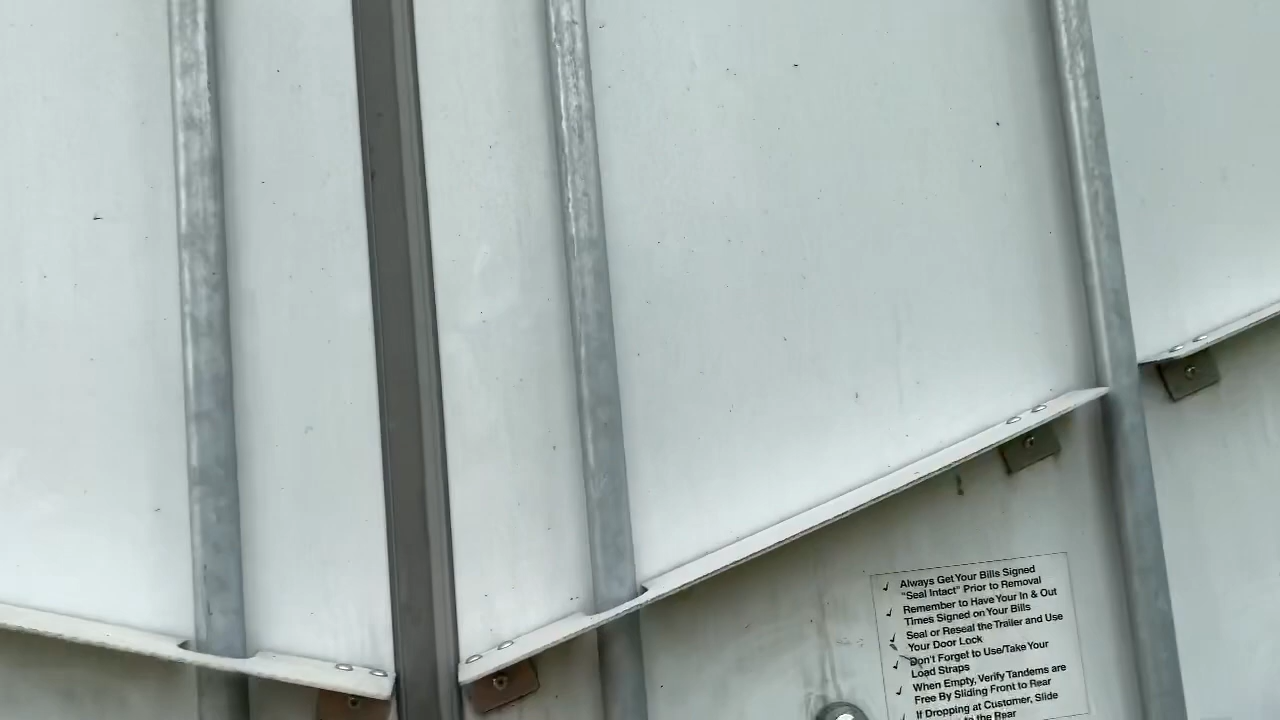 ✓ Always Get Your Bills Signed
"Seal Intact" Prior to Removal
✓ Remember to Have Your In & Out
Times Signed on Your Bills
✓ Seal or Reseal the Trailer and Use
Your Door Lock
✓ Don't Forget to Use/Take Your
Load Straps
✓ When Empty, Verify Tandems are
Free By Sliding Front to Rear
✓ If Dropping at Customer, Slide
to the Rear